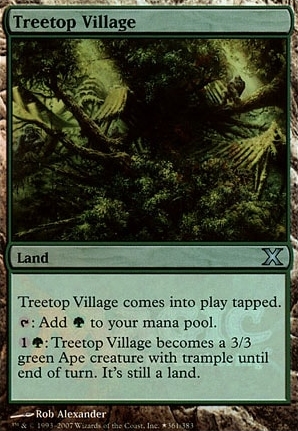 Treetop Village
Land
X
Treetop Village comes into play tapped.
: Add to your mana pool.
1 : Treetop Village becomes a 3/3
green Ape creature with trample until
end of turn. It's still a land.
Rob Alexander
™ & © 1993–2007 Wizards of the Coast, Inc. ★361/383